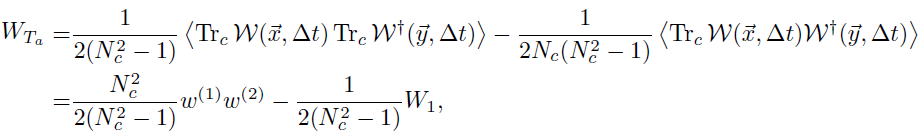 $W_{T_a} = \frac{1}{2(N_c^2-1)} \left\langle \mathrm{Tr}_c\, \mathcal{W}(\vec{x}, \Delta t)\, \mathrm{Tr}_c\, \mathcal{W}^\dagger(\vec{y}, \Delta t) \right\rangle - \frac{1}{2N_c(N_c^2-1)} \left\langle \mathrm{Tr}_c\, \mathcal{W}(\vec{x}, \Delta t) \mathcal{W}^\dagger(\vec{y}, \Delta t) \right\rangle$
$= \frac{N_c^2}{2(N_c^2-1)} w^{(1)} w^{(2)} - \frac{1}{2(N_c^2-1)} W_1,$